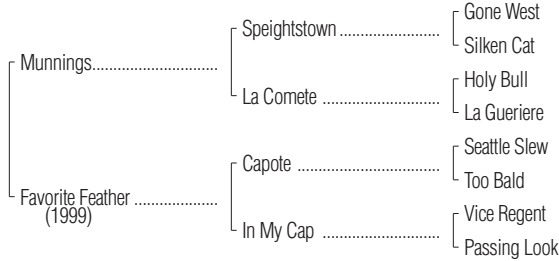 Gone West
Speightstown
Silken Cat
Munnings
Holy Bull
La Comete
La Gueriere
Seattle Slew
Capote
Too Bald
Favorite Feather
(1999)
Vice Regent
In My Cap
Passing Look